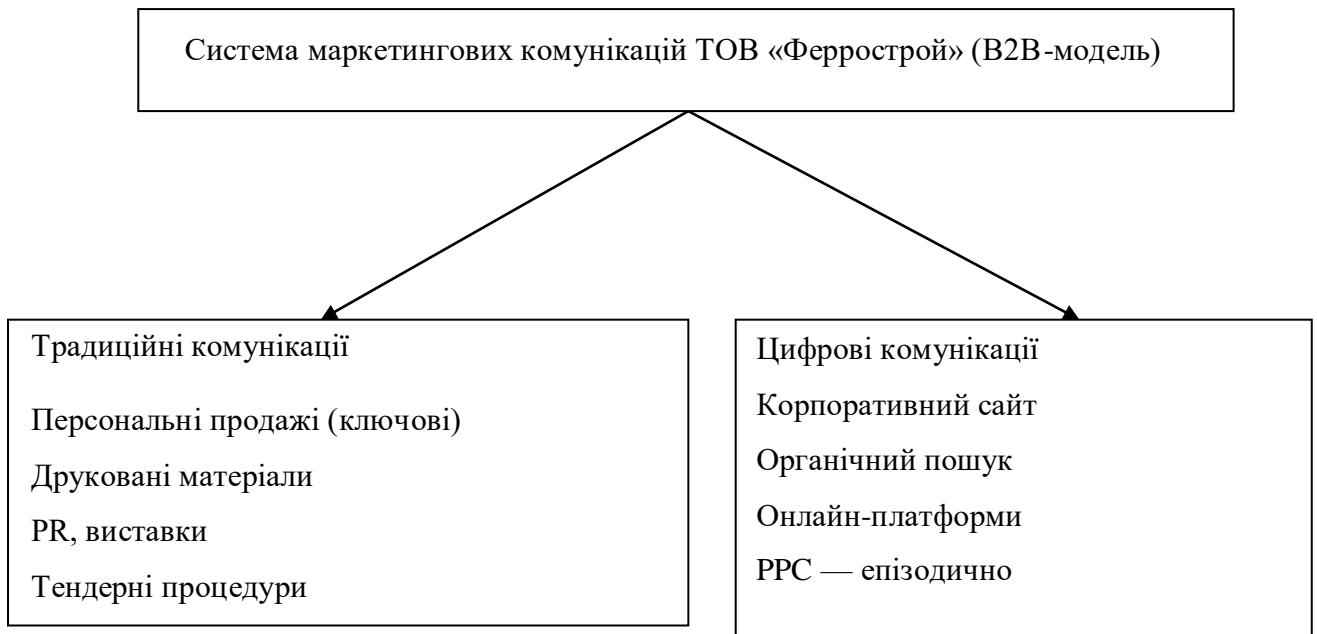 Система маркетингових комунікацій ТОВ «Феррострой» (B2B-модель)
Традиційні комунікації
Персональні продажі (ключові)
Друковані матеріали
PR, виставки
Тендерні процедури
Цифрові комунікації
Корпоративний сайт
Органічний пошук
Онлайн-платформи
PPC — епізодично